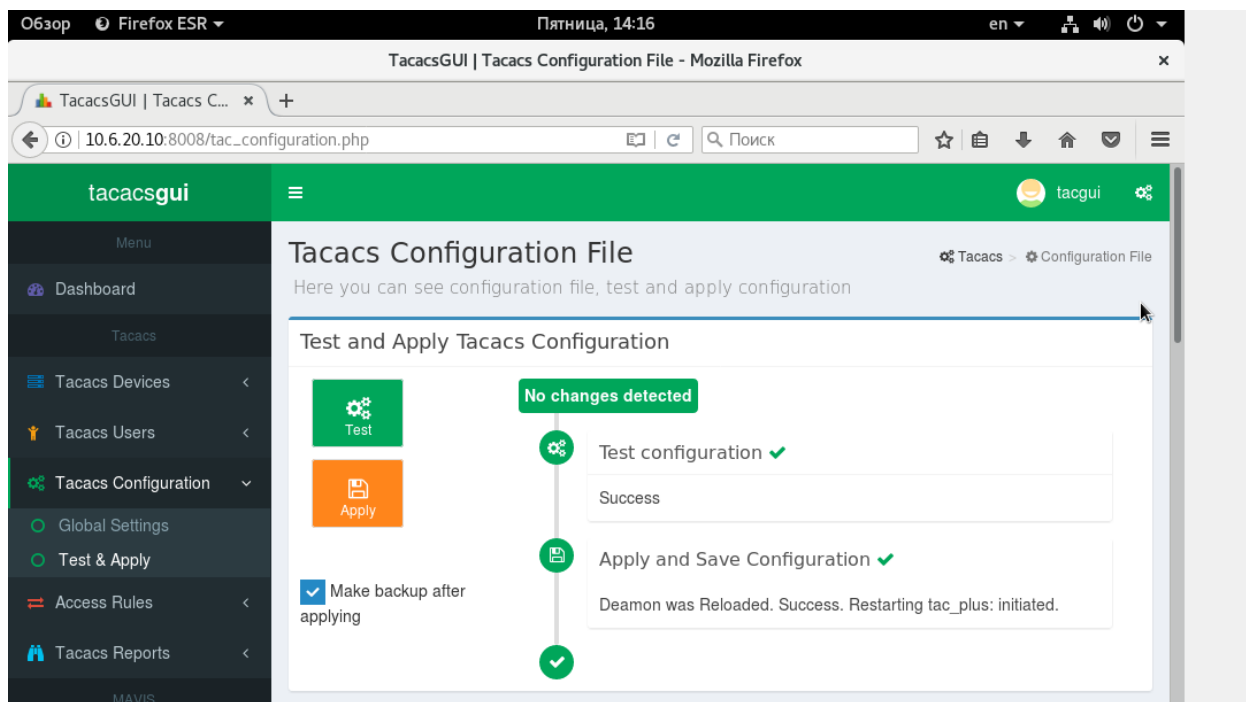 Обзор Firefox ESR Пятница, 14:16 en
TacacsGUI | Tacacs Configuration File - Mozilla Firefox ×
TacacsGUI | Tacacs C... × +
10.6.20.10:8008/tac_configuration.php Поиск
tacacsgui tacgui
Menu
Dashboard
Tacacs
Tacacs Devices
Tacacs Users
Tacacs Configuration
Global Settings
Test & Apply
Access Rules
Tacacs Reports
MAVIS
Tacacs Configuration File
Tacacs > Configuration File
Here you can see configuration file, test and apply configuration
Test and Apply Tacacs Configuration
Test
Apply
Make backup after
applying
No changes detected
Test configuration
Success
Apply and Save Configuration
Deamon was Reloaded. Success. Restarting tac_plus: initiated.